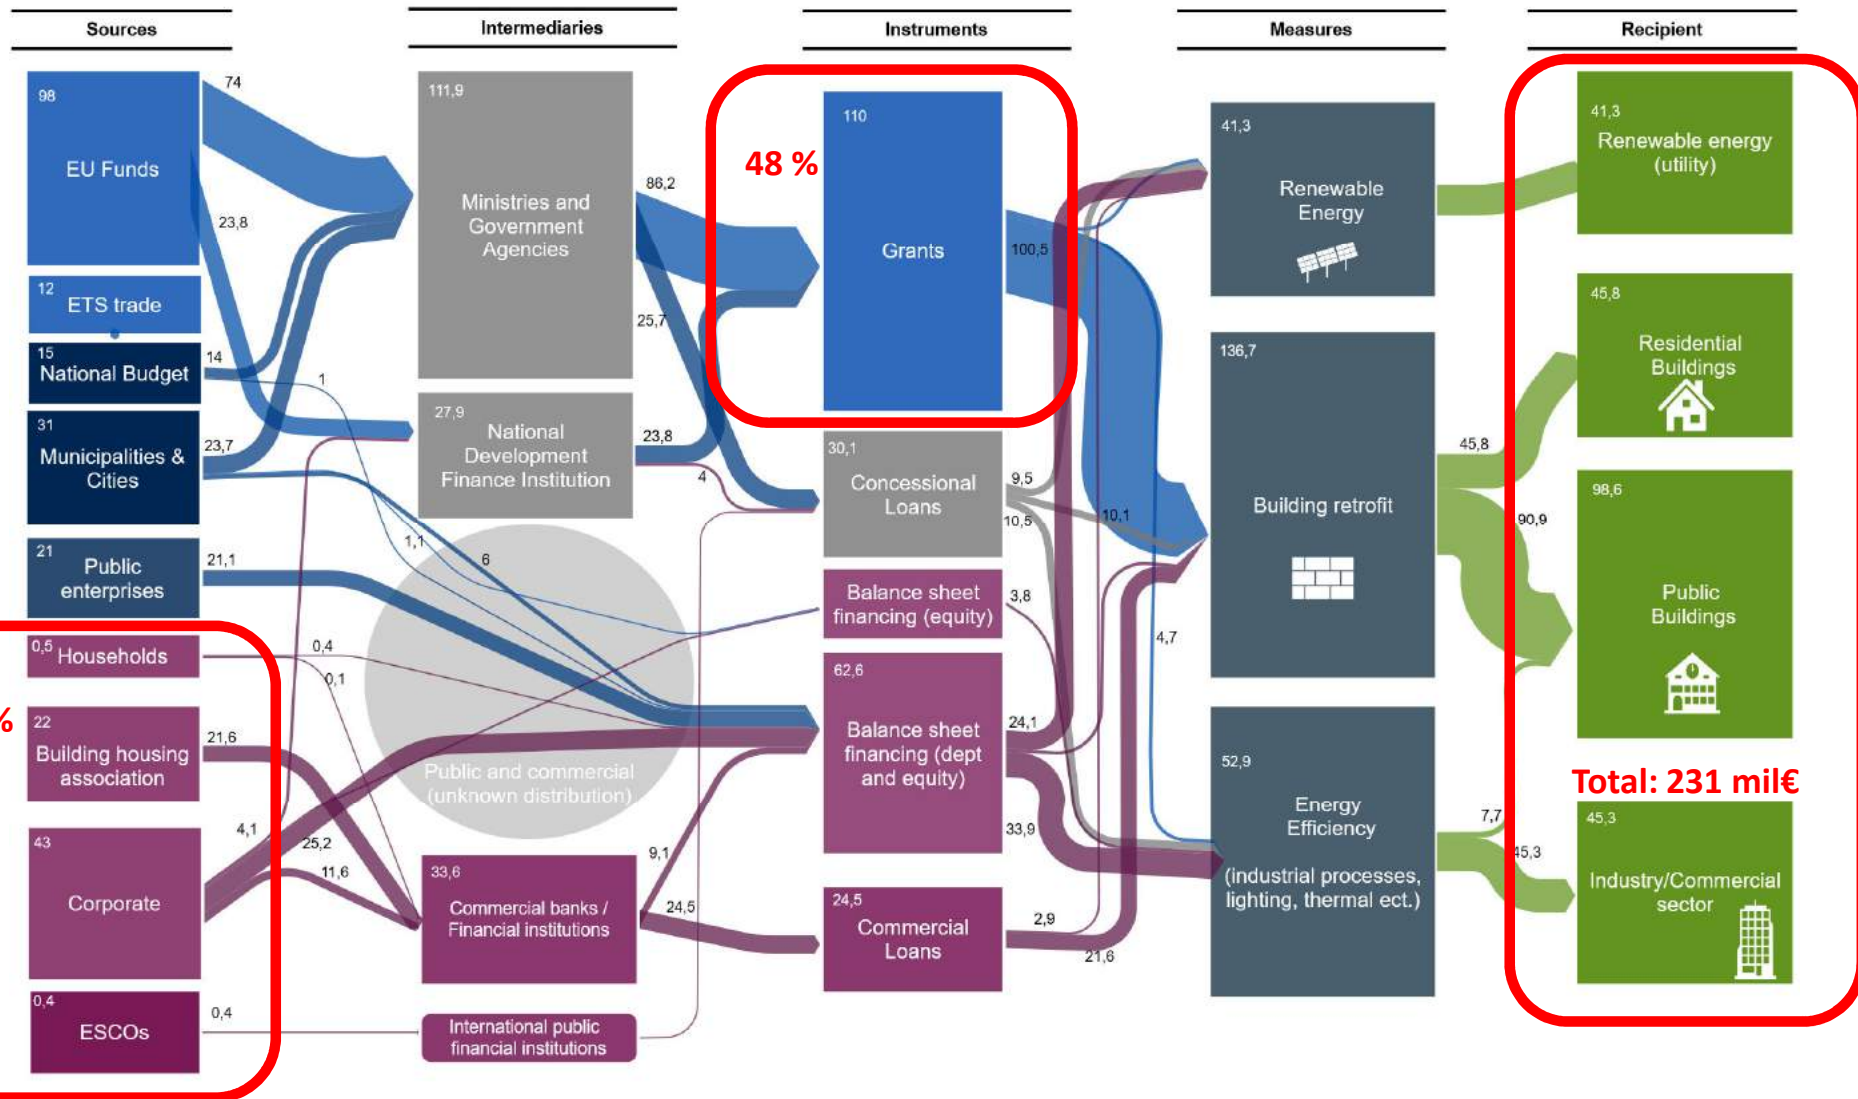 Sources
Intermediaries
Instruments
Measures
Recipient
98
EU Funds
74
23,8
12
ETS trade
15
National Budget
14
1
31
Municipalities &
Cities
23,7
1,1
6
21
Public
enterprises
21,1
0,5
Households
0,4
0,1
%
22
Building housing
association
21,6
43
Corporate
4,1
25,2
11,6
0,4
ESCOs
0,4
111,9
Ministries and
Government
Agencies
86,2
25,7
27,9
National
Development
Finance Institution
23,8
4
Public and commercial
(unknown distribution)
33,6
Commercial banks /
Financial institutions
9,1
24,5
International public
financial institutions
48 %
110
Grants
100,5
30,1
Concessional
Loans
9,5
10,1
10,5
Balance sheet
financing (equity)
3,8
62,6
Balance sheet
financing (dept
and equity)
24,1
33,9
24,5
Commercial
Loans
2,9
21,6
4,7
41,3
Renewable
Energy
136,7
Building retrofit
45,8
90,9
52,9
Energy
Efficiency
(industrial processes,
lighting, thermal ect.)
7,7
45,3
41,3
Renewable energy
(utility)
45,8
Residential
Buildings
98,6
Public
Buildings
Total: 231 mil€
45,3
Industry/Commercial
sector